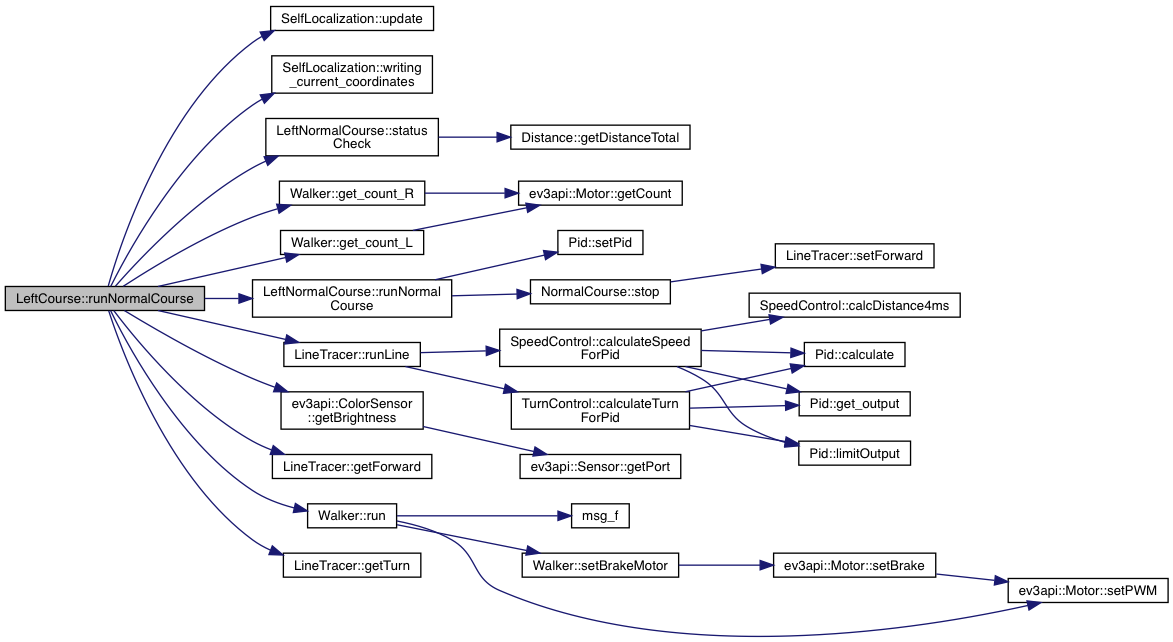 SelfLocalization::update
SelfLocalization::writing
_current_coordinates
LeftNormalCourse::status
Check
Distance::getDistanceTotal
Walker::get_count_R
ev3api::Motor::getCount
Walker::get_count_L
Pid::setPid
LineTracer::setForward
LeftCourse::runNormalCourse
LeftNormalCourse::runNormal
Course
NormalCourse::stop
SpeedControl::calcDistance4ms
LineTracer::runLine
SpeedControl::calculateSpeed
ForPid
Pid::calculate
ev3api::ColorSensor
::getBrightness
TurnControl::calculateTurn
ForPid
Pid::get_output
Pid::limitOutput
LineTracer::getForward
ev3api::Sensor::getPort
Walker::run
msg_f
LineTracer::getTurn
Walker::setBrakeMotor
ev3api::Motor::setBrake
ev3api::Motor::setPWM